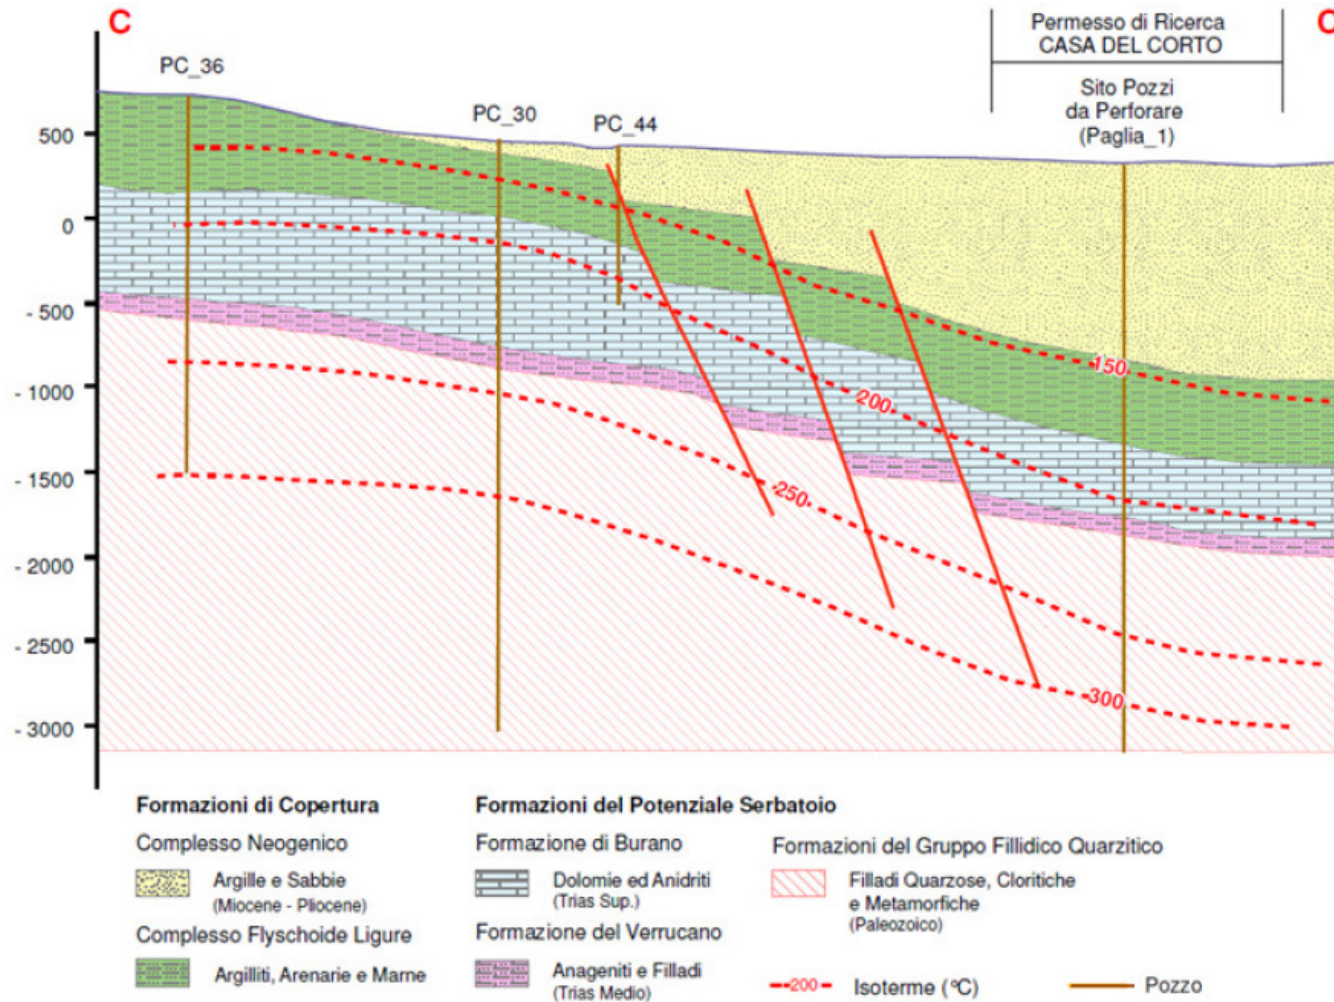 C
Permesso di Ricerca
CASA DEL CORTO
C
PC_36
Sito Pozzi
da Perforare
(Paglia_1)
PC_30
PC_44
500
0
- 500
- 1000
- 1500
- 2000
- 2500
- 3000
150
200
250
300
Formazioni di Copertura
Complesso Neogenico
Argille e Sabbie
(Miocene - Pliocene)
Complesso Flyschoide Ligure
Argilliti, Arenarie e Marne
Formazioni del Potenziale Serbatoio
Formazione di Burano
Dolomie ed Anidriti
(Trias Sup.)
Formazione del Verrucano
Anageniti e Filladi
(Trias Medio)
Formazioni del Gruppo Fillidico Quarzitico
Filladi Quarzose, Cloritiche
e Metamorfiche
(Paleozoico)
200 Isoterme (°C)
Pozzo